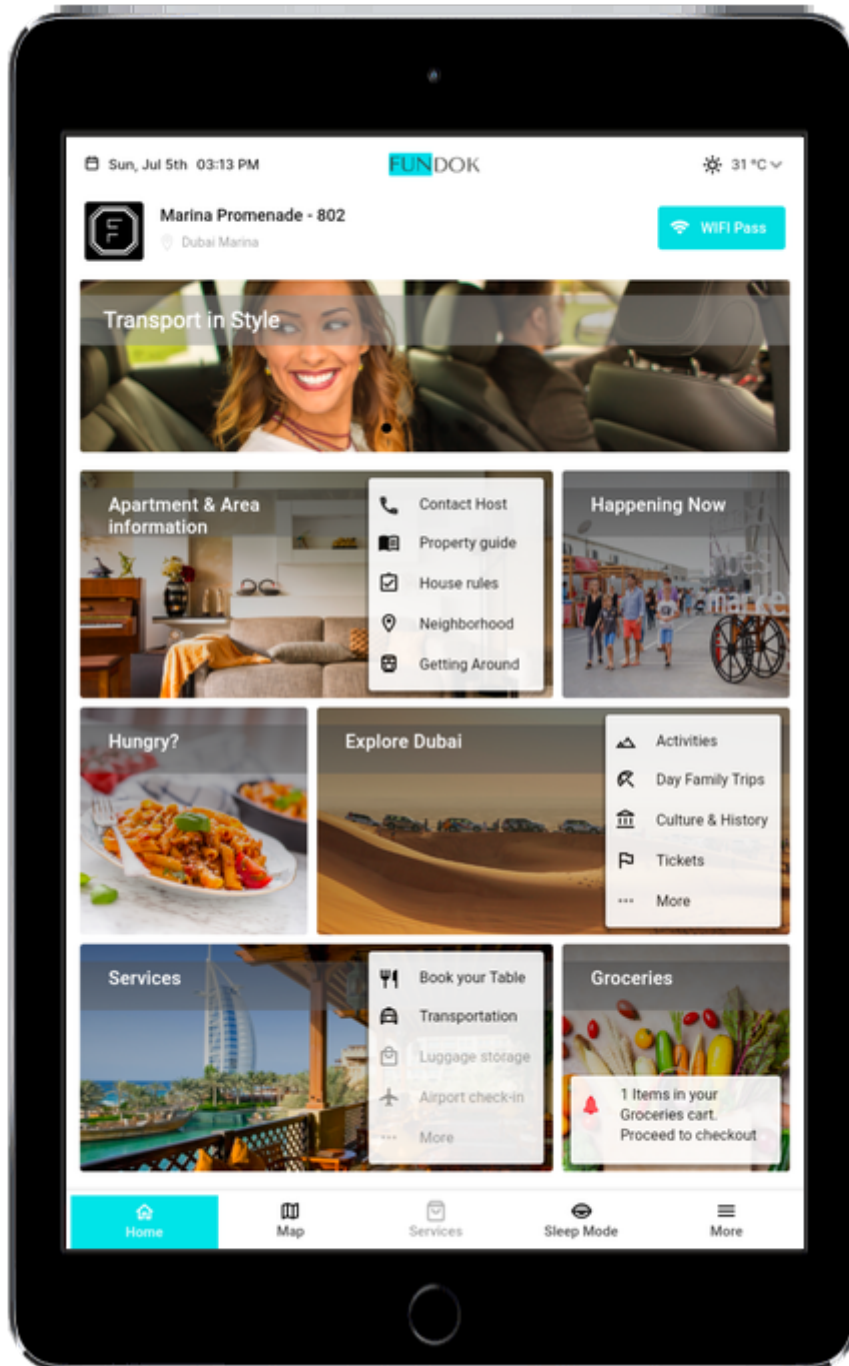 Sun, Jul 5th 03:13 PM
FUNDOK
31 °C
Marina Promenade - 802
Dubai Marina
WIFI Pass
Transport in Style
Apartment & Area
information
Contact Host
Property guide
House rules
Neighborhood
Getting Around
Happening Now
Hungry?
Explore Dubai
Activities
Day Family Trips
Culture & History
Tickets
More
Services
Book your Table
Transportation
Luggage storage
Airport check-in
More
Groceries
1 Items in your
Groceries cart.
Proceed to checkout
Home
Map
Services
Sleep Mode
More